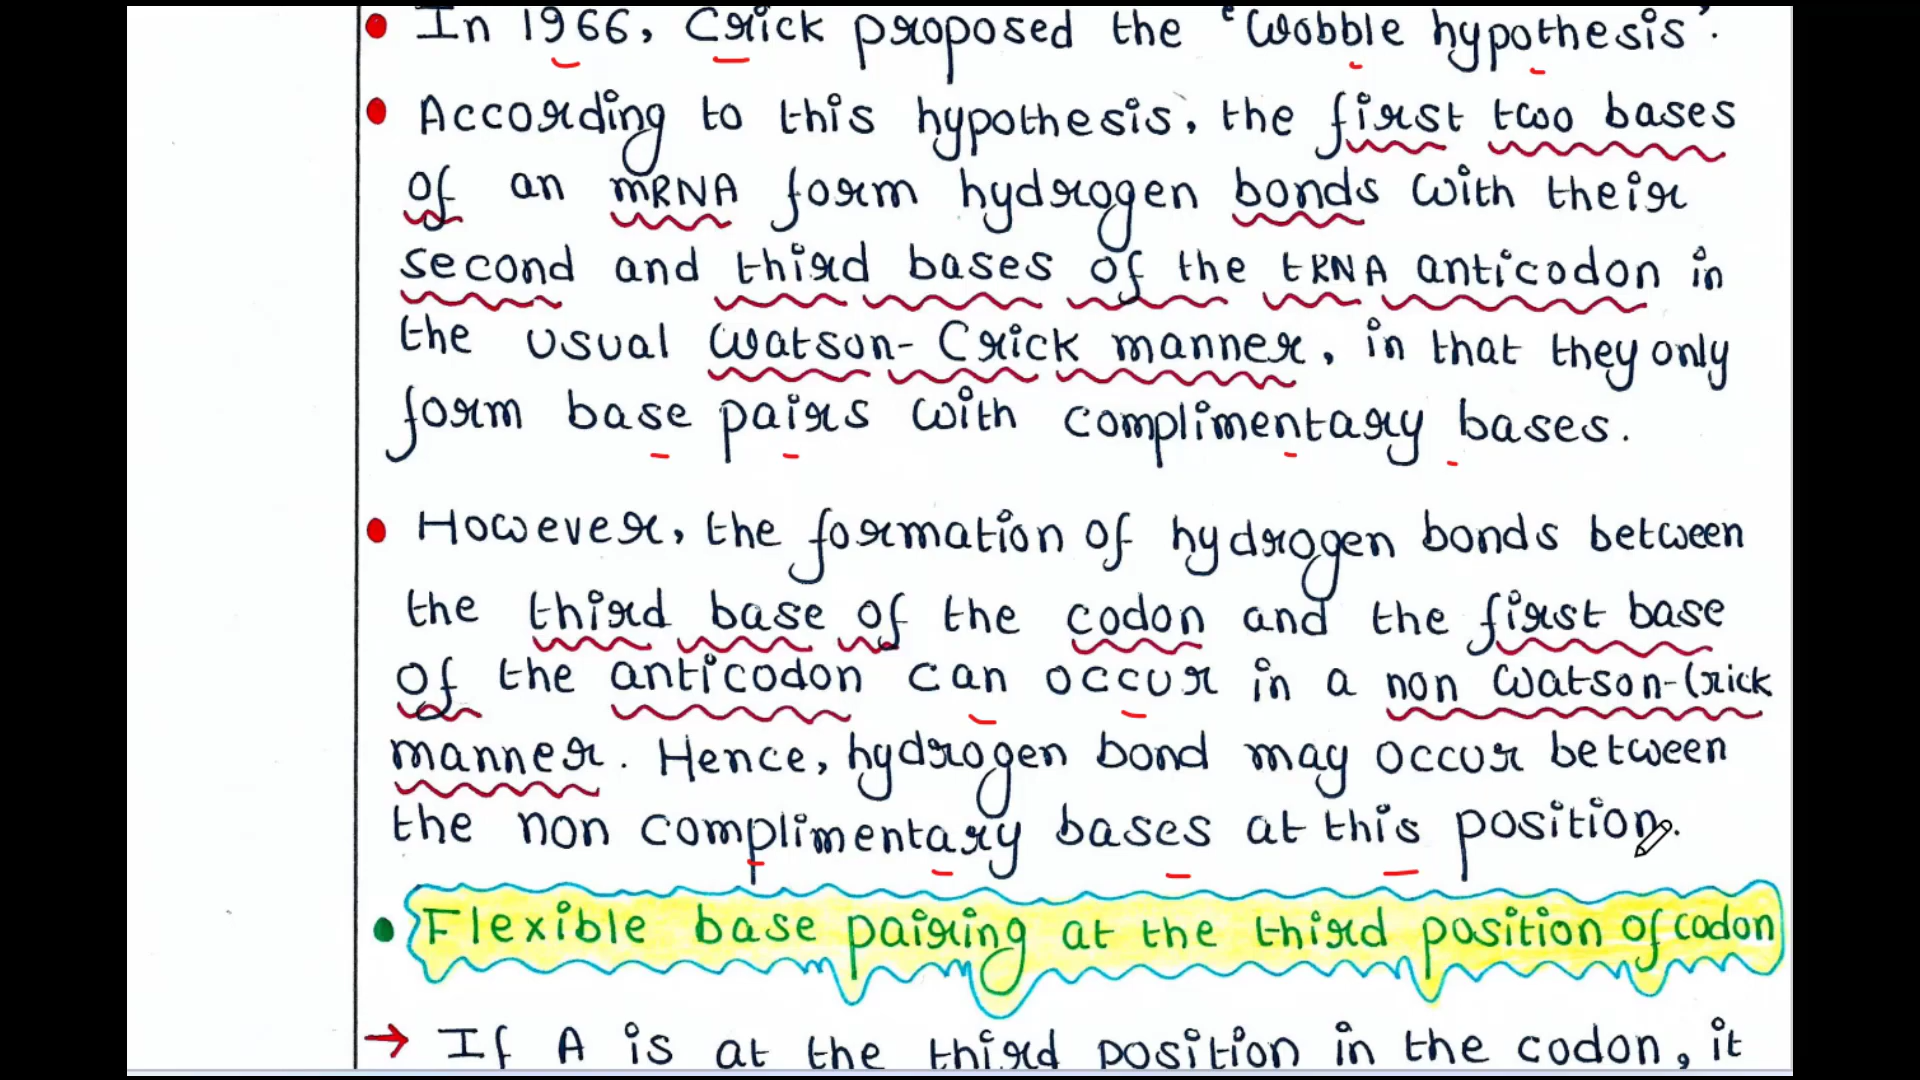 In 1966, Crick proposed the 'Wobble hypothesis'.
According to this hypothesis, the first two bases
of an mRNA form hydrogen bonds with their
second and third bases of the tRNA anticodon in
the usual Watson-Crick manner, in that they only
form base pairs with complimentary bases.
However, the formation of hydrogen bonds between
the third base of the codon and the first base
of the anticodon can occur in a non Watson-Crick
manner. Hence, hydrogen bond may occur between
the non complimentary bases at this position.
Flexible base pairing at the third position of codon
→ If A is at the third position in the codon, it